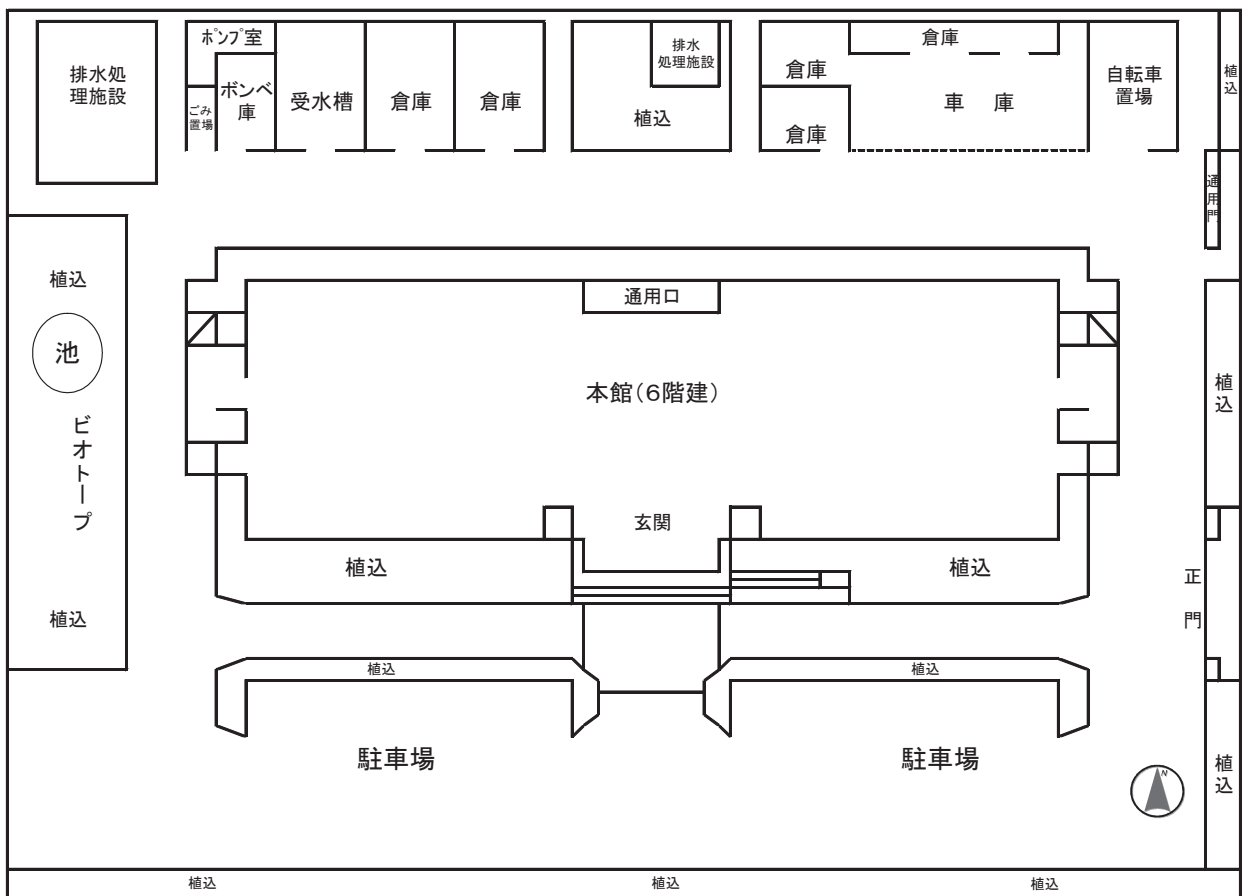 ポンプ室
排水処
理施設
ごみ
置場
ボンベ
庫
受水槽
倉庫
倉庫
植込
排水
処理施設
倉庫
倉庫
倉庫
車 庫
自転車
置場
植込
通用門
植込
池
ビオトープ
植込
通用口
本館(6階建)
玄関
植込
植込
植込
正門
植込
植込
駐車場
駐車場
植込
N
植込
植込
植込